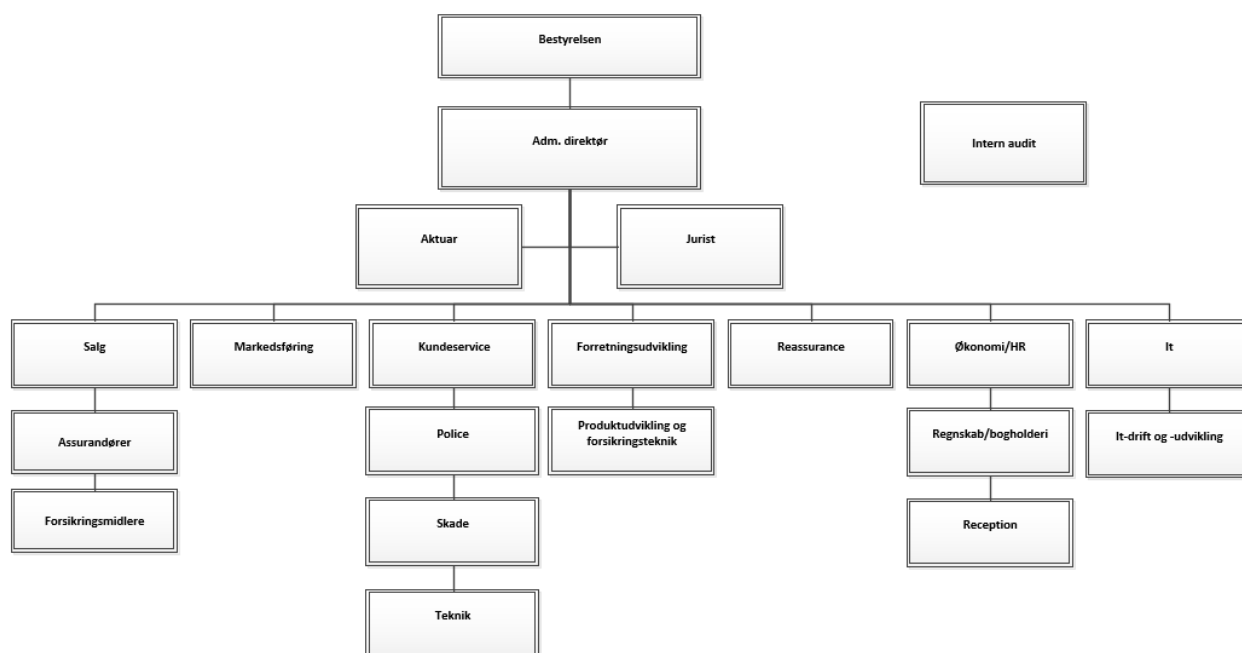 Bestyrelsen
Adm. direktør
Intern audit
Aktuar
Jurist
Salg
Markedsføring
Kundeservice
Forretningsudvikling
Reassurance
Økonomi/HR
It
Assurandører
Police
Produktudvikling og
forsikringsteknik
Regnskab/bogholderi
It-drift og -udvikling
Forsikringsmidlere
Skade
Reception
Teknik